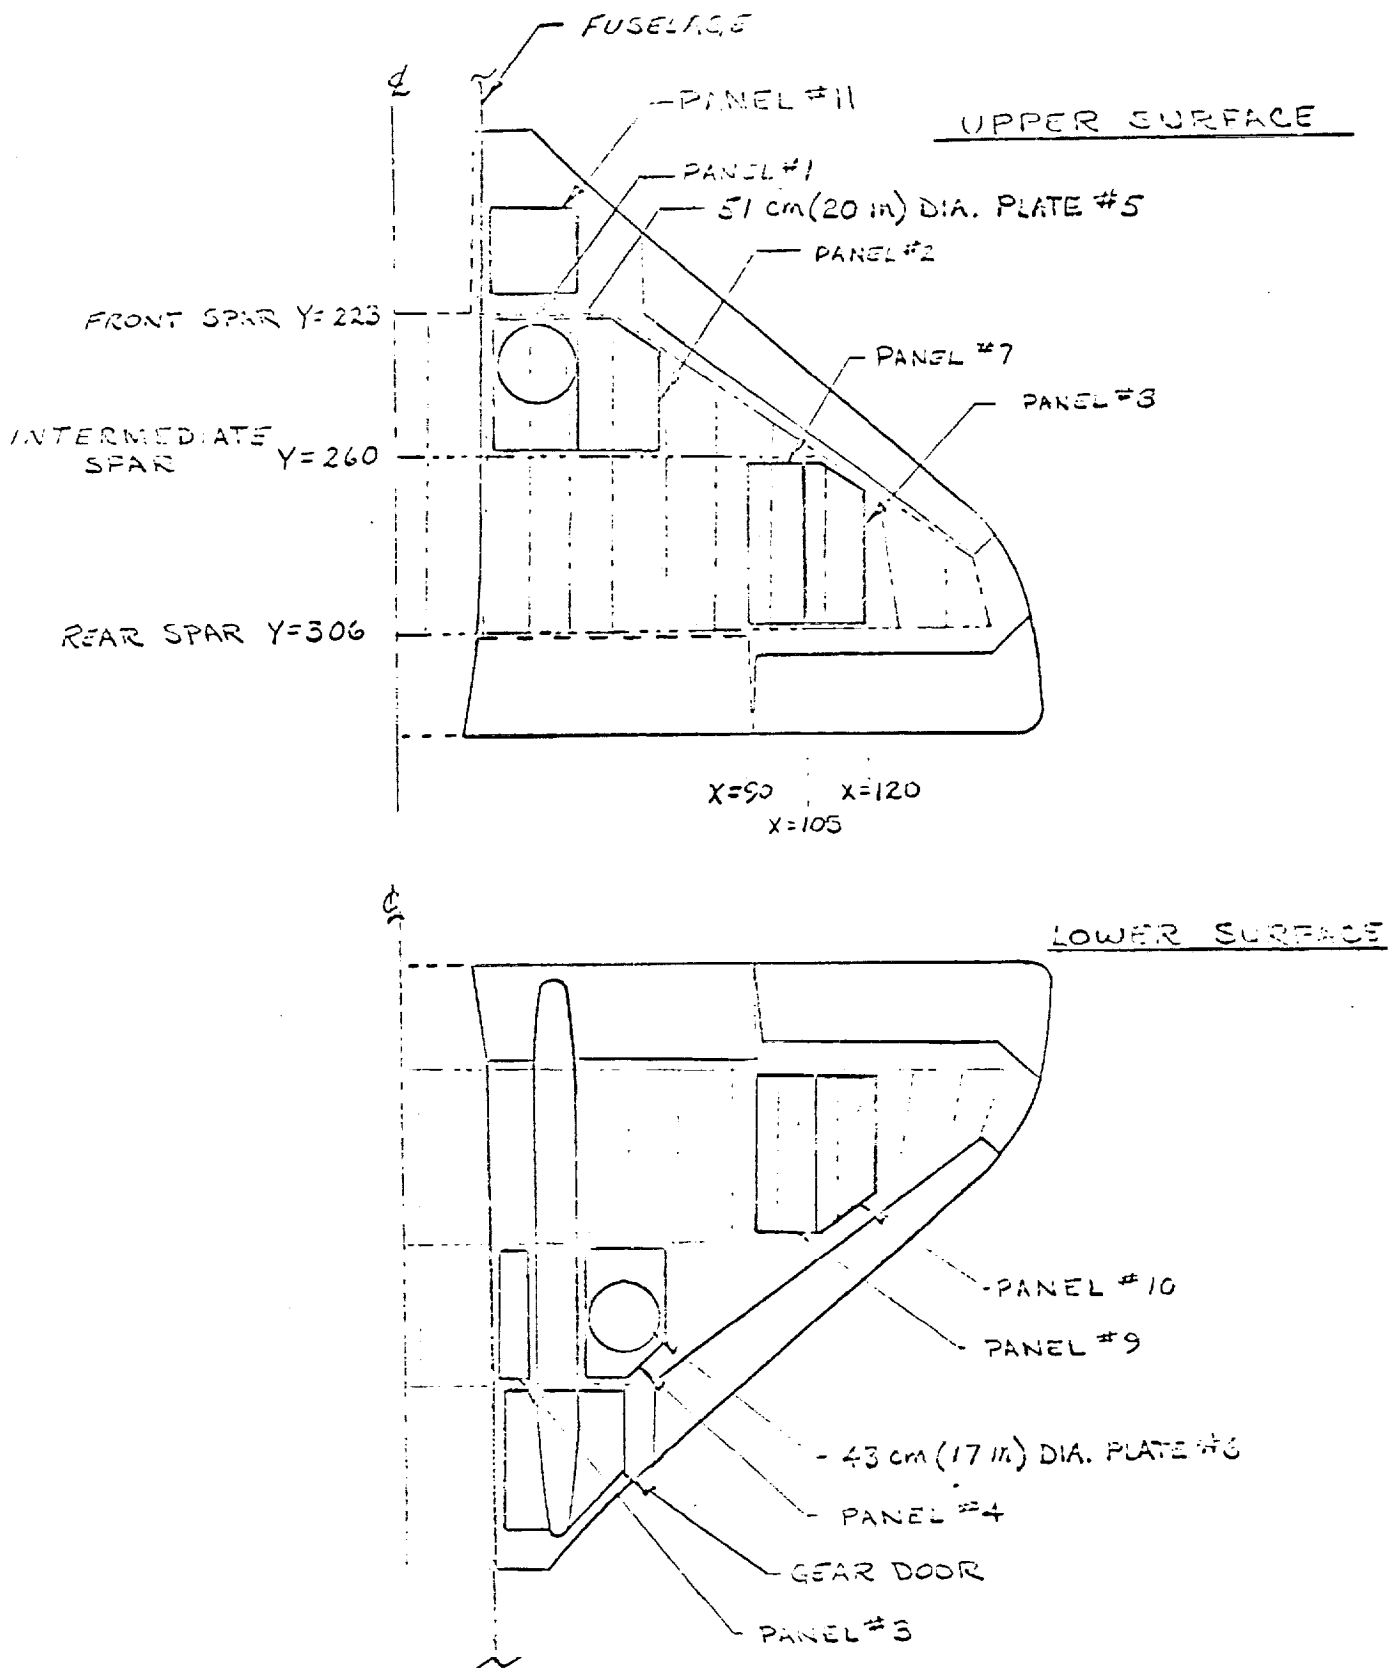 FUSELAGE
℄
PANEL #11
UPPER SURFACE
PANEL #1
51 cm (20 in) DIA. PLATE #5
PANEL #2
FRONT SPAR Y=223
PANEL #7
PANEL #8
INTERMEDIATE
SPAR Y=260
REAR SPAR Y=306
X=90 X=120
X=105
℄
LOWER SURFACE
PANEL #10
PANEL #9
43 cm (17 in) DIA. PLATE #6
PANEL #4
GEAR DOOR
PANEL #3